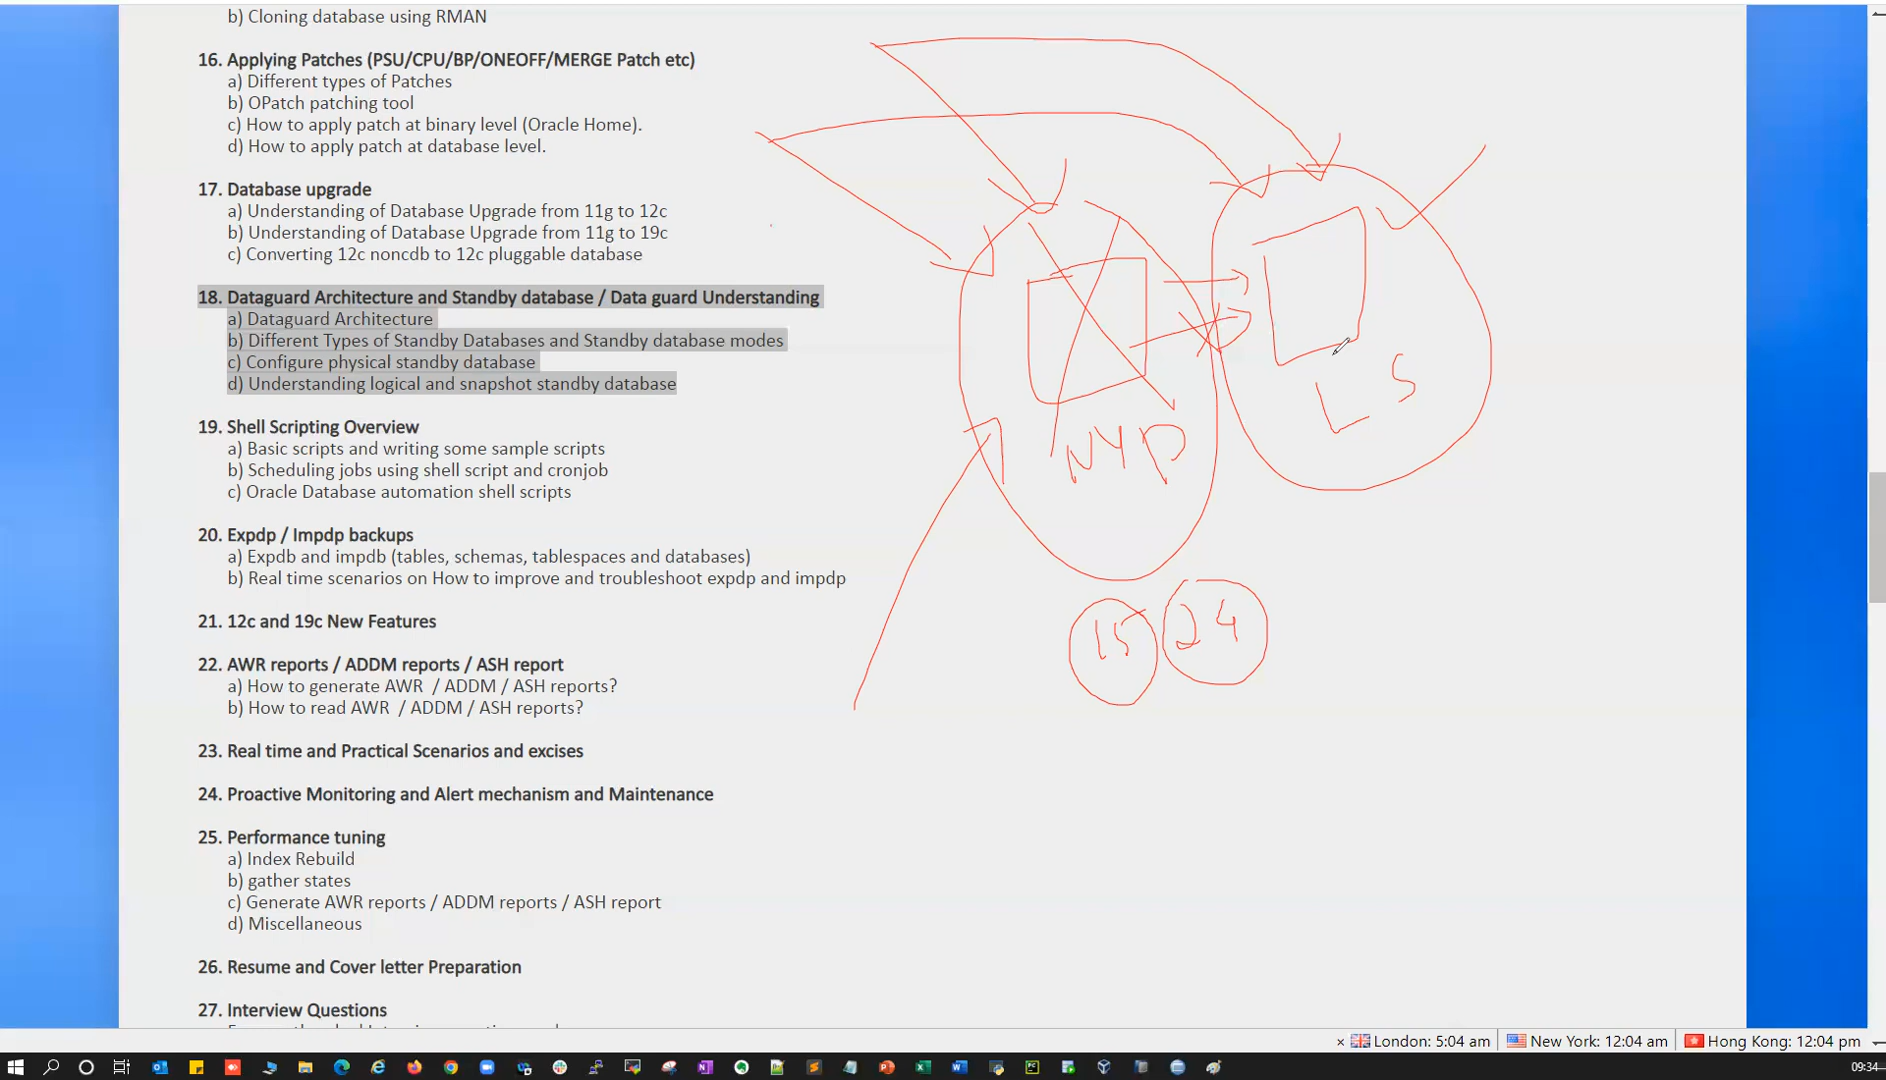 b) Cloning database using RMAN
16. Applying Patches (PSU/CPU/BP/ONEOFF/MERGE Patch etc)
a) Different types of Patches
b) OPatch patching tool
c) How to apply patch at binary level (Oracle Home).
d) How to apply patch at database level.
17. Database upgrade
a) Understanding of Database Upgrade from 11g to 12c
b) Understanding of Database Upgrade from 11g to 19c
c) Converting 12c noncdb to 12c pluggable database
18. Dataguard Architecture and Standby database / Data guard Understanding
a) Dataguard Architecture
b) Different Types of Standby Databases and Standby database modes
c) Configure physical standby database
d) Understanding logical and snapshot standby database
19. Shell Scripting Overview
a) Basic scripts and writing some sample scripts
b) Scheduling jobs using shell script and cronjob
c) Oracle Database automation shell scripts
20. Expdp / Impdp backups
a) Expdb and impdb (tables, schemas, tablespaces and databases)
b) Real time scenarios on How to improve and troubleshoot expdp and impdp
21. 12c and 19c New Features
22. AWR reports / ADDM reports / ASH report
a) How to generate AWR / ADDM / ASH reports?
b) How to read AWR / ADDM / ASH reports?
23. Real time and Practical Scenarios and excises
24. Proactive Monitoring and Alert mechanism and Maintenance
25. Performance tuning
a) Index Rebuild
b) gather states
c) Generate AWR reports / ADDM reports / ASH report
d) Miscellaneous
26. Resume and Cover letter Preparation
27. Interview Questions
NYP
L S
15 24
London: 5:04 am New York: 12:04 am Hong Kong: 12:04 pm
09:34